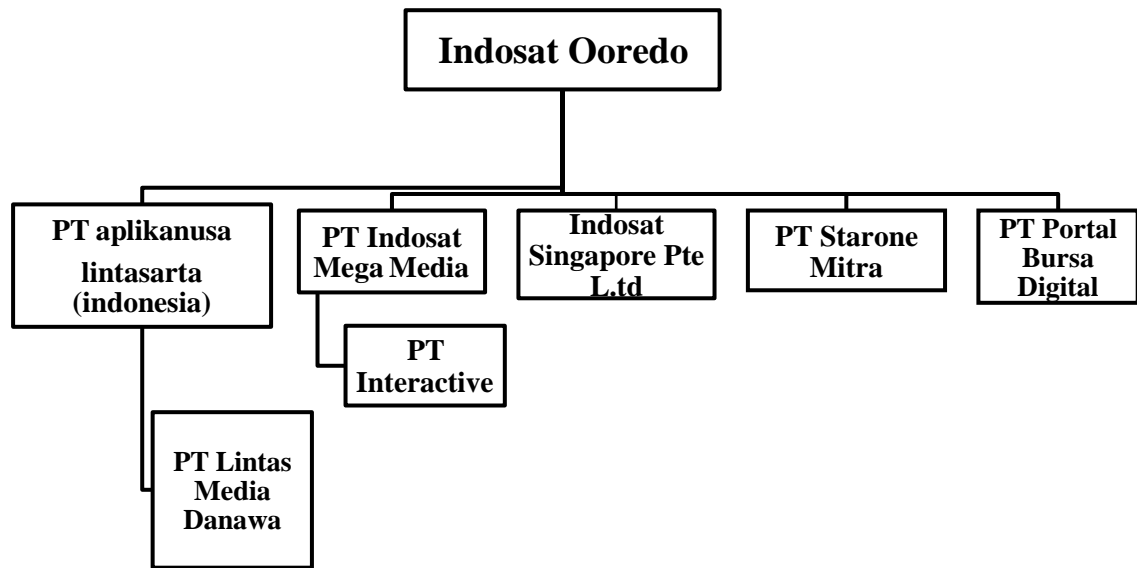 Indosat Ooredo
PT aplikanusa
lintasarta
(indonesia)
PT Indosat
Mega Media
Indosat
Singapore Pte
L.td
PT Starone
Mitra
PT Portal
Bursa
Digital
PT
Interactive
PT Lintas
Media
Danawa